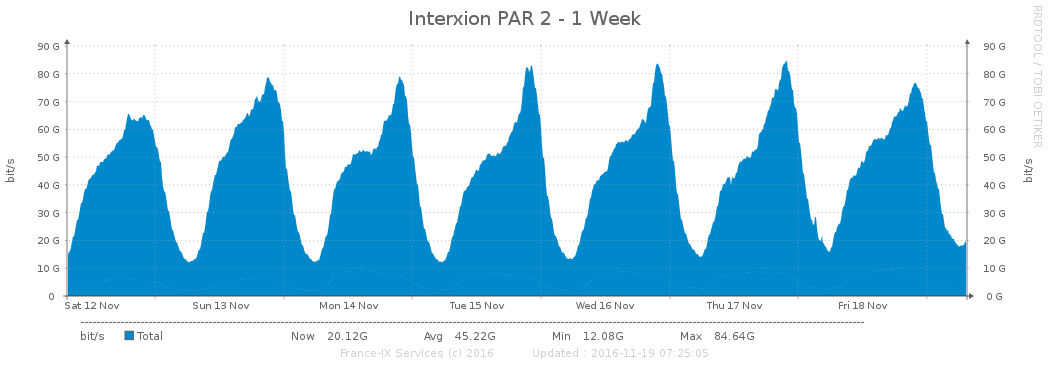 Interxion PAR 2 - 1 Week
RRDTOOL / TOBI OETIKER
bit/s
bit/s
90 G 90 G
80 G 80 G
70 G 70 G
60 G 60 G
50 G 50 G
40 G 40 G
30 G 30 G
20 G 20 G
10 G 10 G
0 0 G
Sat 12 Nov Sun 13 Nov Mon 14 Nov Tue 15 Nov Wed 16 Nov Thu 17 Nov Fri 18 Nov
bit/s Total Now 20.12G Avg 45.22G Min 12.08G Max 84.64G
France-IX Services (c) 2016 Updated : 2016-11-19 07:25:05